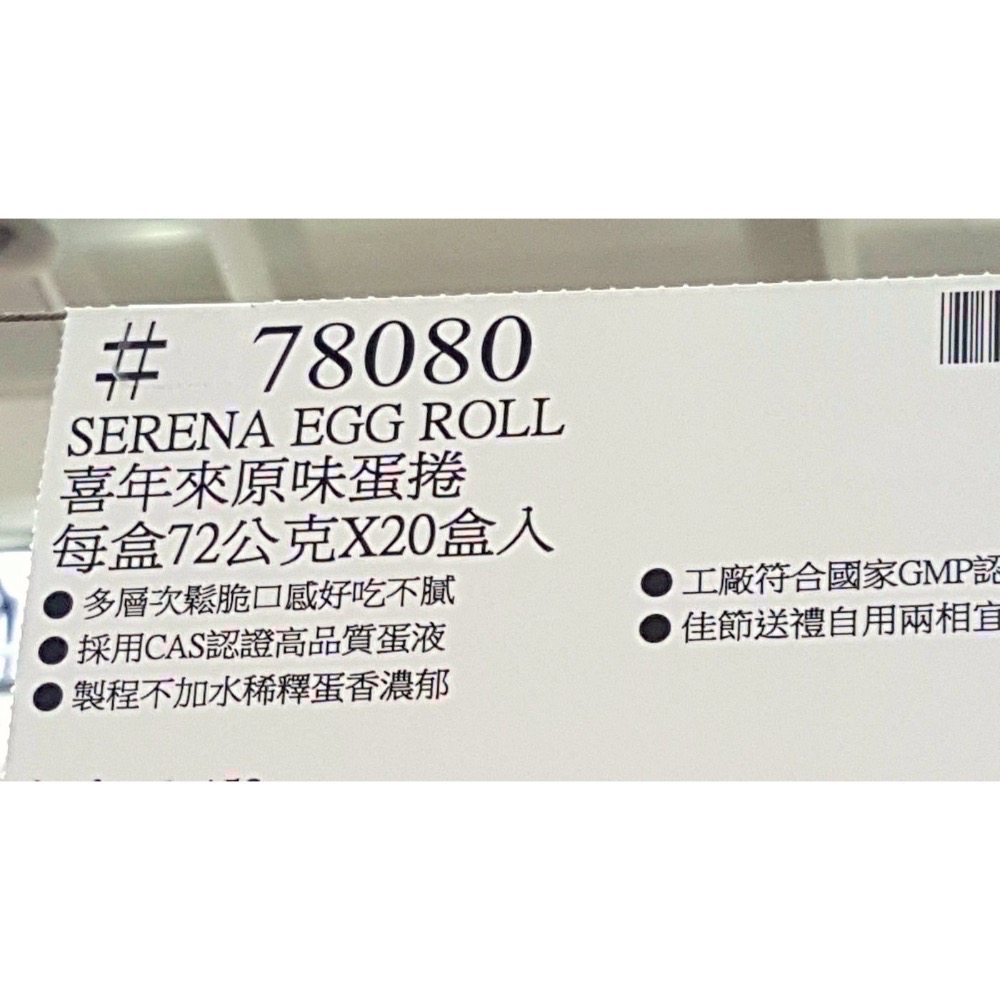 # 78080
SERENA EGG ROLL
喜年來原味蛋捲
每盒72公克X20盒入
●多層次鬆脆口感好吃不膩
●採用CAS認證高品質蛋液
●製程不加水稀釋蛋香濃郁
●工廠符合國家GMP認
●佳節送禮自用兩相宜